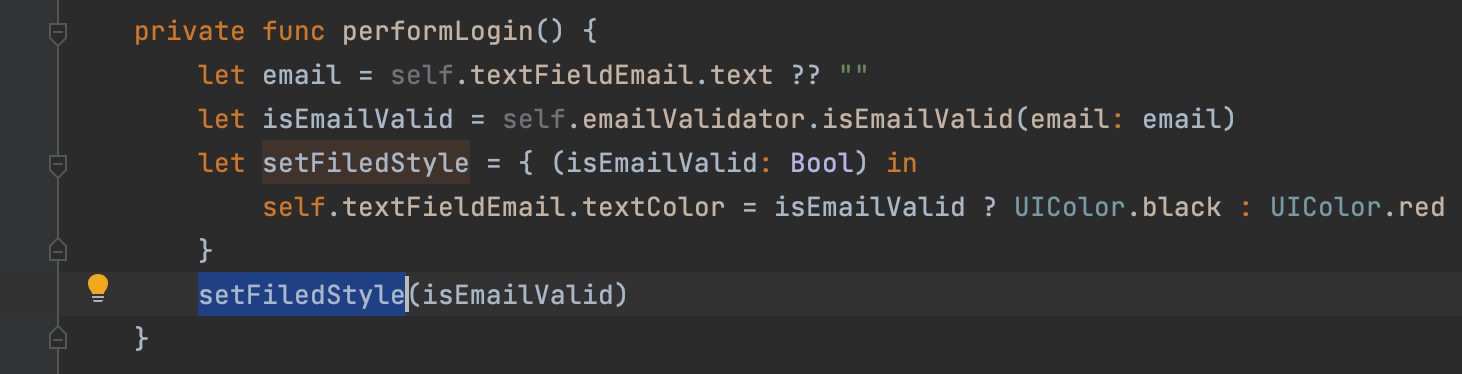 private func performLogin() {
    let email = self.textFieldEmail.text ?? ""
    let isEmailValid = self.emailValidator.isEmailValid(email: email)
    let setFiledStyle = { (isEmailValid: Bool) in
        self.textFieldEmail.textColor = isEmailValid ? UIColor.black : UIColor.red
    }
    setFiledStyle(isEmailValid)
}